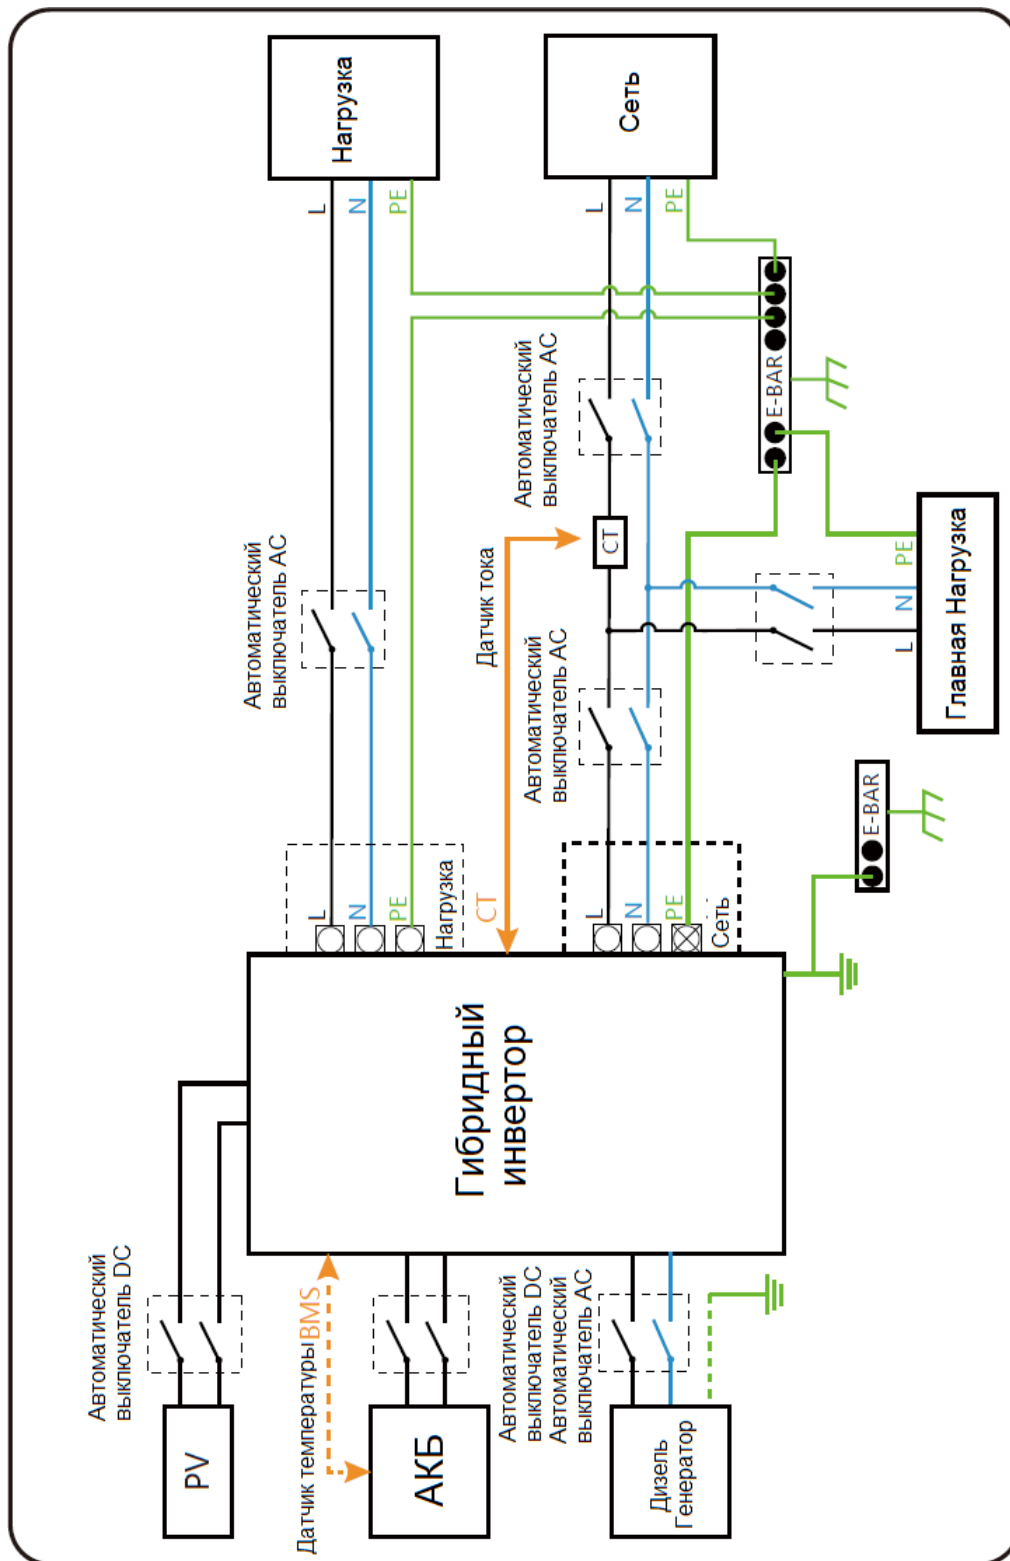 PV
Автоматический
выключатель DC
Датчик температуры
BMS
АКБ
Автоматический
выключатель DC
Автоматический
выключатель AC
Дизель
Генератор
Гибридный
инвертор
L
N
PE
Нагрузка
CT
L
N
PE
Сеть
Автоматический
выключатель AC
Датчик тока
Автоматический
выключатель AC
CT
Автоматический
выключатель AC
L
N
PE
Нагрузка
L
N
PE
Сеть
E-BAR
L
N
PE
Главная Нагрузка
E-BAR